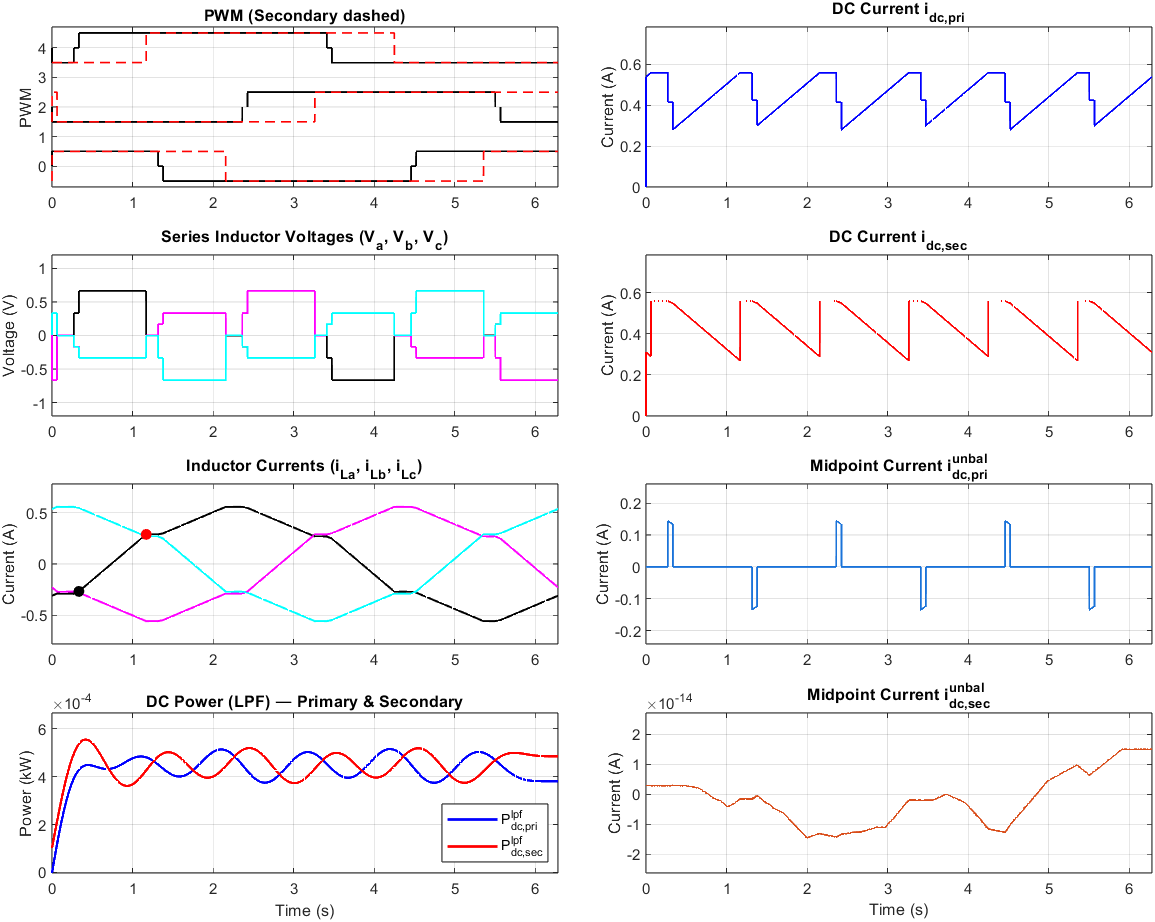 PWM (Secondary dashed)
PWM
4
3
2
1
0
0 1 2 3 4 5 6
DC Current i_dc,pri
Current (A)
0.6
0.4
0.2
0
0 1 2 3 4 5 6
Series Inductor Voltages (V_a, V_b, V_c)
Voltage (V)
1
0.5
0
-0.5
-1
0 1 2 3 4 5 6
DC Current i_dc,sec
Current (A)
0.6
0.4
0.2
0
0 1 2 3 4 5 6
Inductor Currents (i_La, i_Lb, i_Lc)
Current (A)
0.5
0
-0.5
0 1 2 3 4 5 6
Midpoint Current i_dc,pri^unbal
Current (A)
0.2
0.1
0
-0.1
-0.2
0 1 2 3 4 5 6
×10^-4
DC Power (LPF) — Primary & Secondary
Power (kW)
6
4
2
0
P_dc,pri^lpf
P_dc,sec^lpf
0 1 2 3 4 5 6
Time (s)
×10^-14
Midpoint Current i_dc,sec^unbal
Current (A)
2
1
0
-1
-2
0 1 2 3 4 5 6
Time (s)